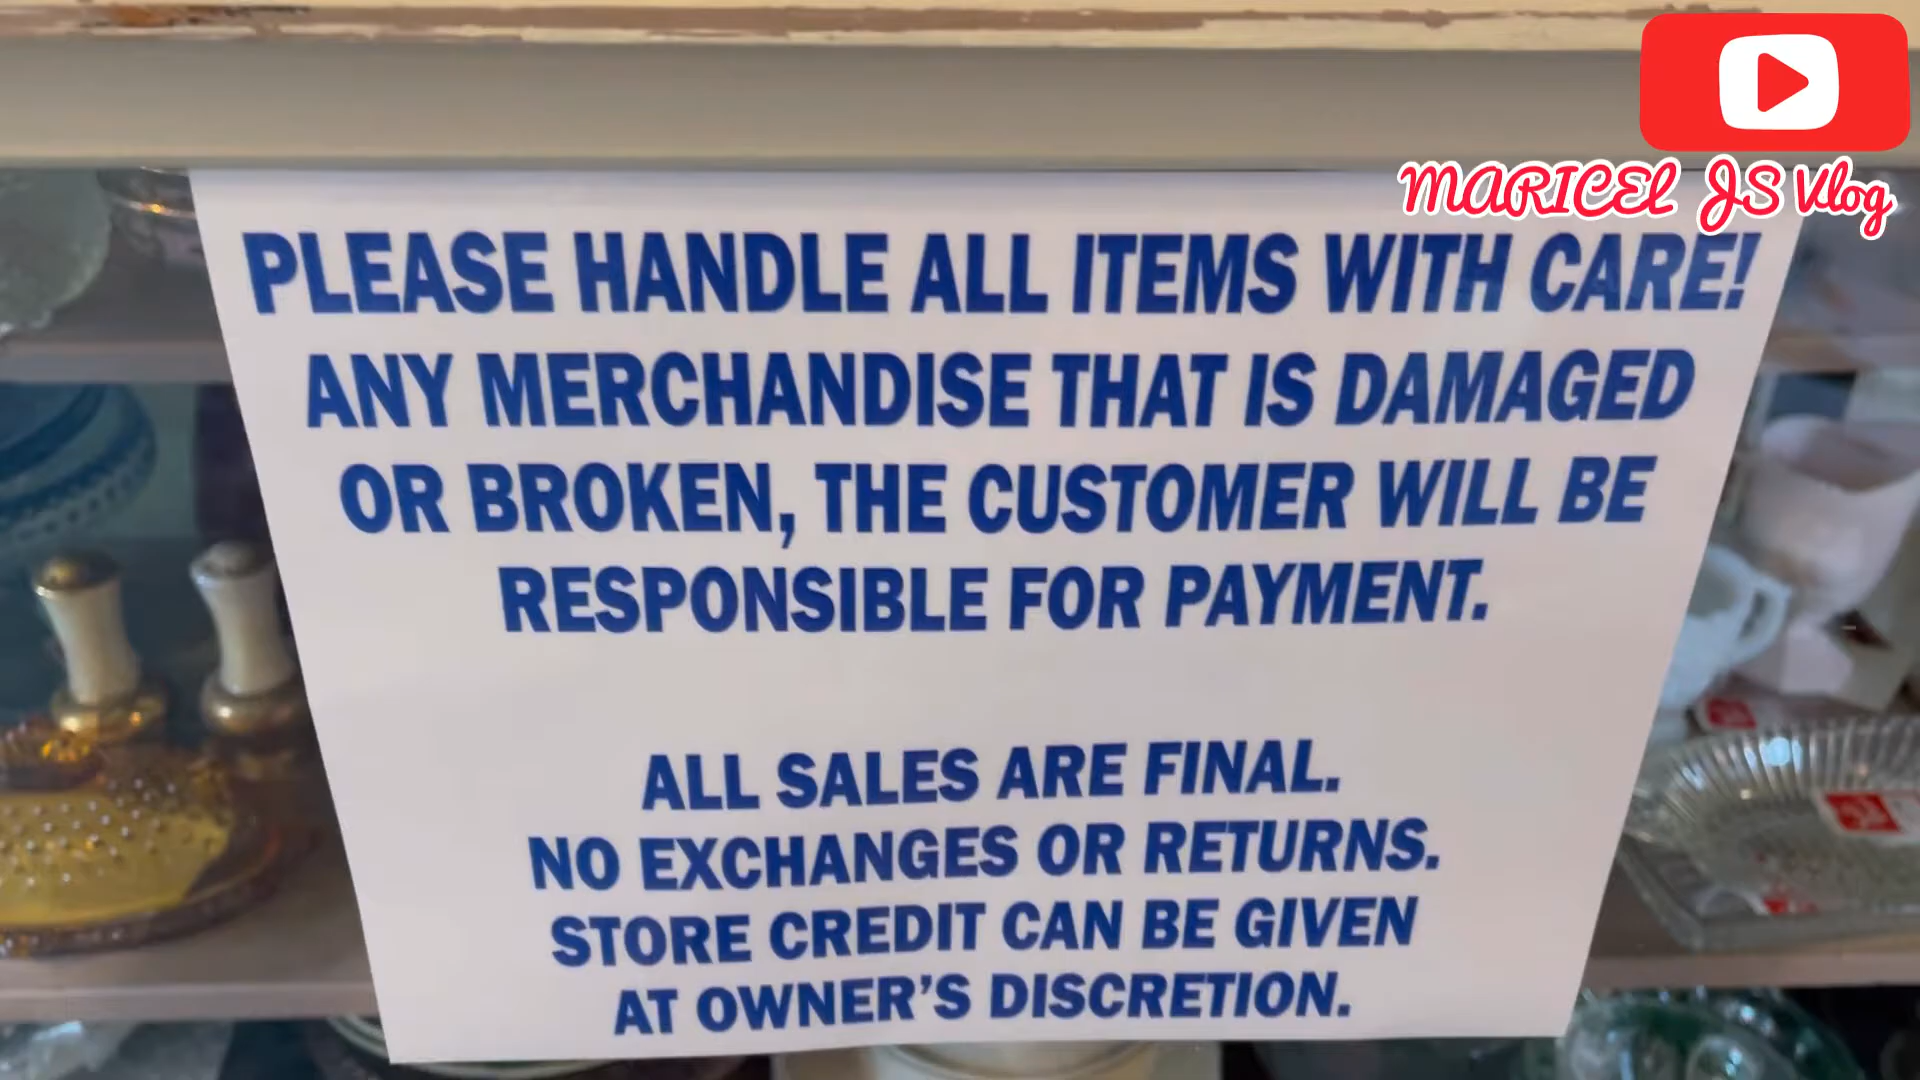 MARICEL JS Vlog
PLEASE HANDLE ALL ITEMS WITH CARE!
ANY MERCHANDISE THAT IS DAMAGED
OR BROKEN, THE CUSTOMER WILL BE
RESPONSIBLE FOR PAYMENT.
ALL SALES ARE FINAL.
NO EXCHANGES OR RETURNS.
STORE CREDIT CAN BE GIVEN
AT OWNER'S DISCRETION.